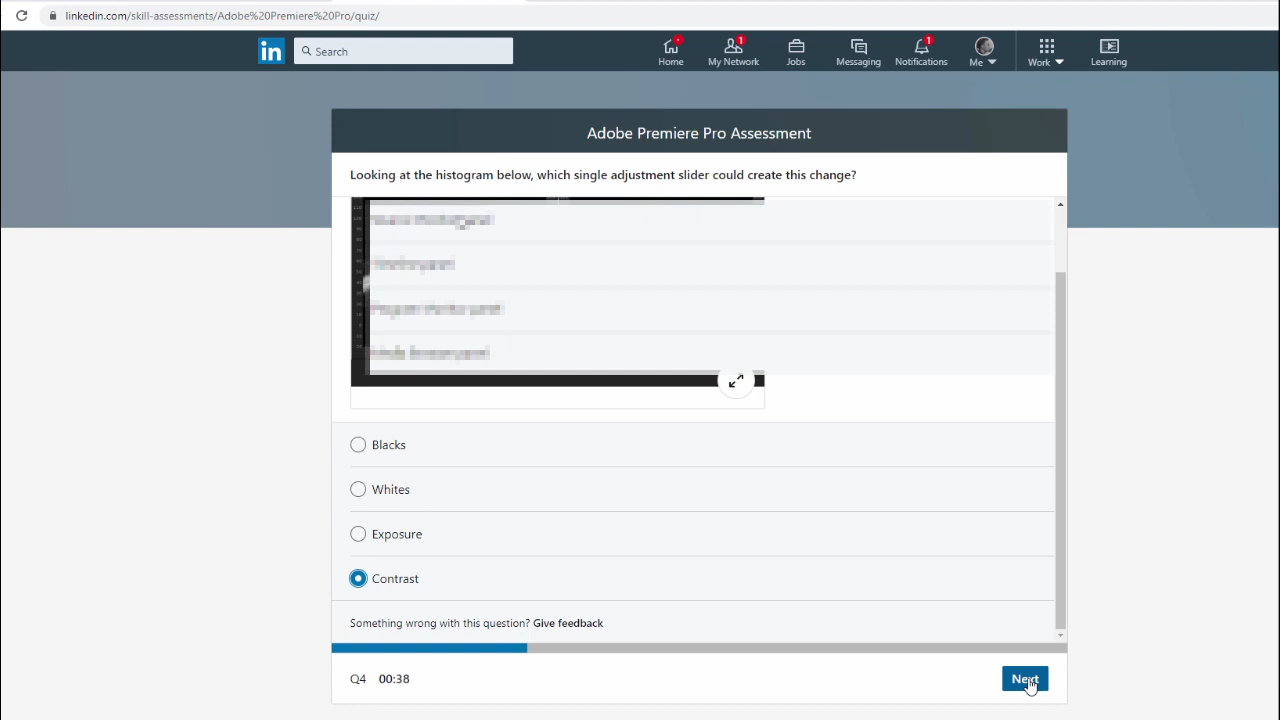 linkedin.com/skill-assessments/Adobe%20Premiere%20Pro/quiz/
in
Search
Home
1
My Network
Jobs
Messaging
1
Notifications
Me
Work
Learning
Adobe Premiere Pro Assessment
Looking at the histogram below, which single adjustment slider could create this change?
Blacks
Whites
Exposure
Contrast
Something wrong with this question? Give feedback
Q4 00:38
Next